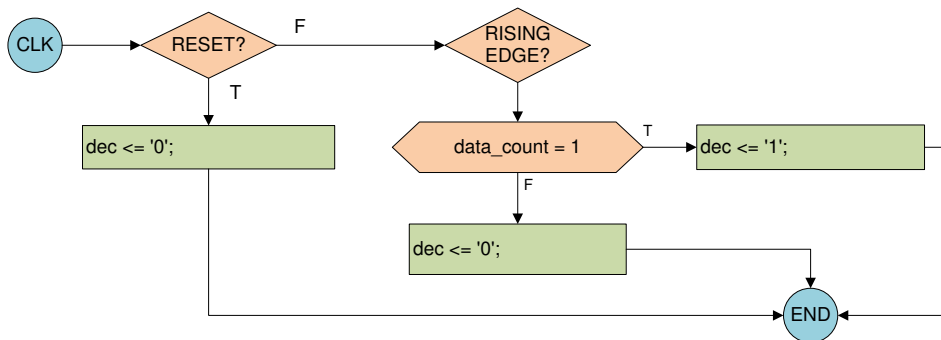 CLK
RESET?
F
RISING
EDGE?
T
dec <= '0';
data_count = 1
T
dec <= '1';
F
dec <= '0';
END